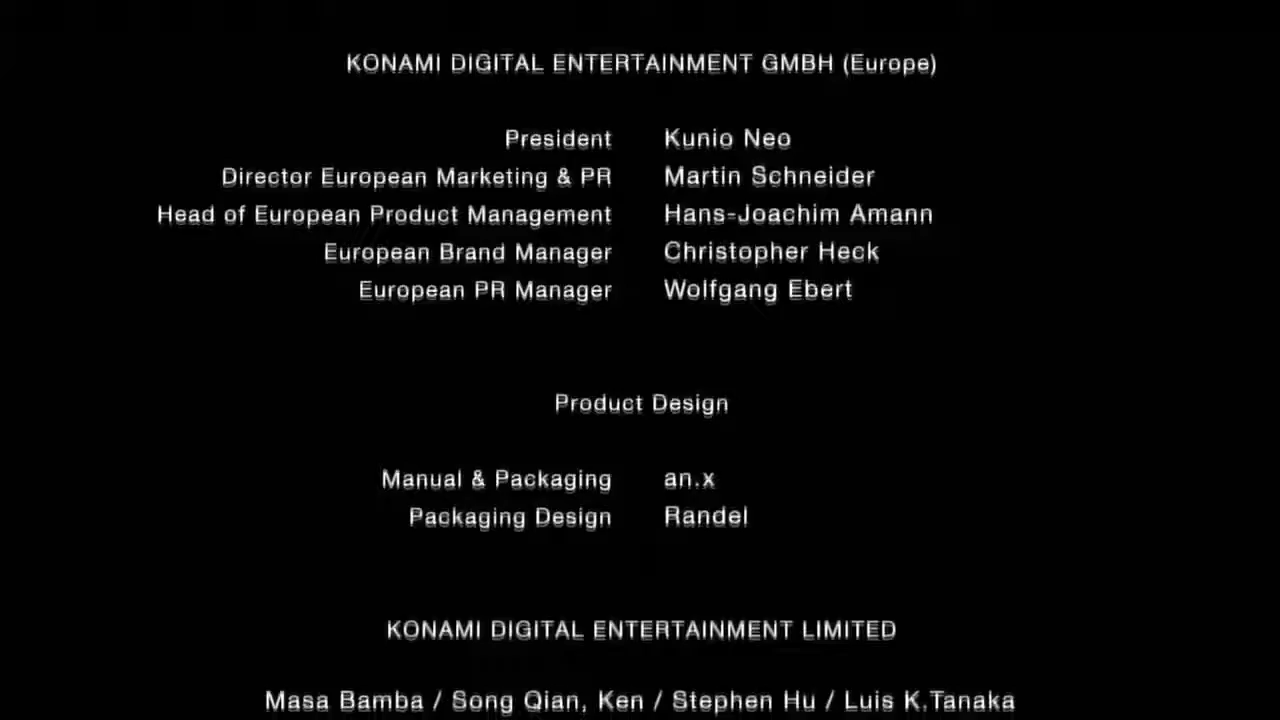 KONAMI DIGITAL ENTERTAINMENT GMBH (Europe)
President Kunio Neo
Director European Marketing & PR Martin Schneider
Head of European Product Management Hans-Joachim Amann
European Brand Manager Christopher Heck
European PR Manager Wolfgang Ebert
Product Design
Manual & Packaging an.x
Packaging Design Randel
KONAMI DIGITAL ENTERTAINMENT LIMITED
Masa Bamba / Song Qian, Ken / Stephen Hu / Luis K.Tanaka